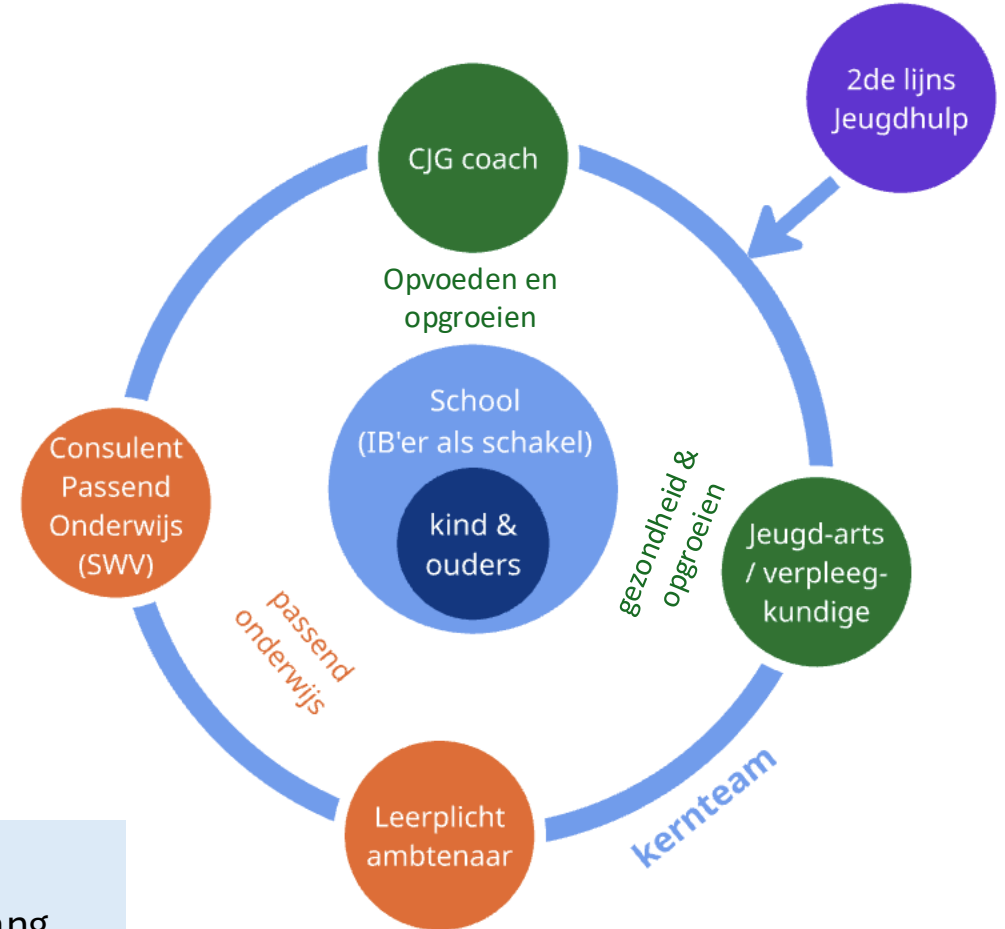 2de lijns
Jeugdhulp
CJG coach
Opvoeden en
opgroeien
School
(IB'er als schakel)
kind &
ouders
Consulent
Passend
Onderwijs
(SWV)
gezondheid &
opgroeien
Jeugd-arts
/ verpleeg-
kundige
passend
onderwijs
Leerplicht
ambtenaar
kernteam